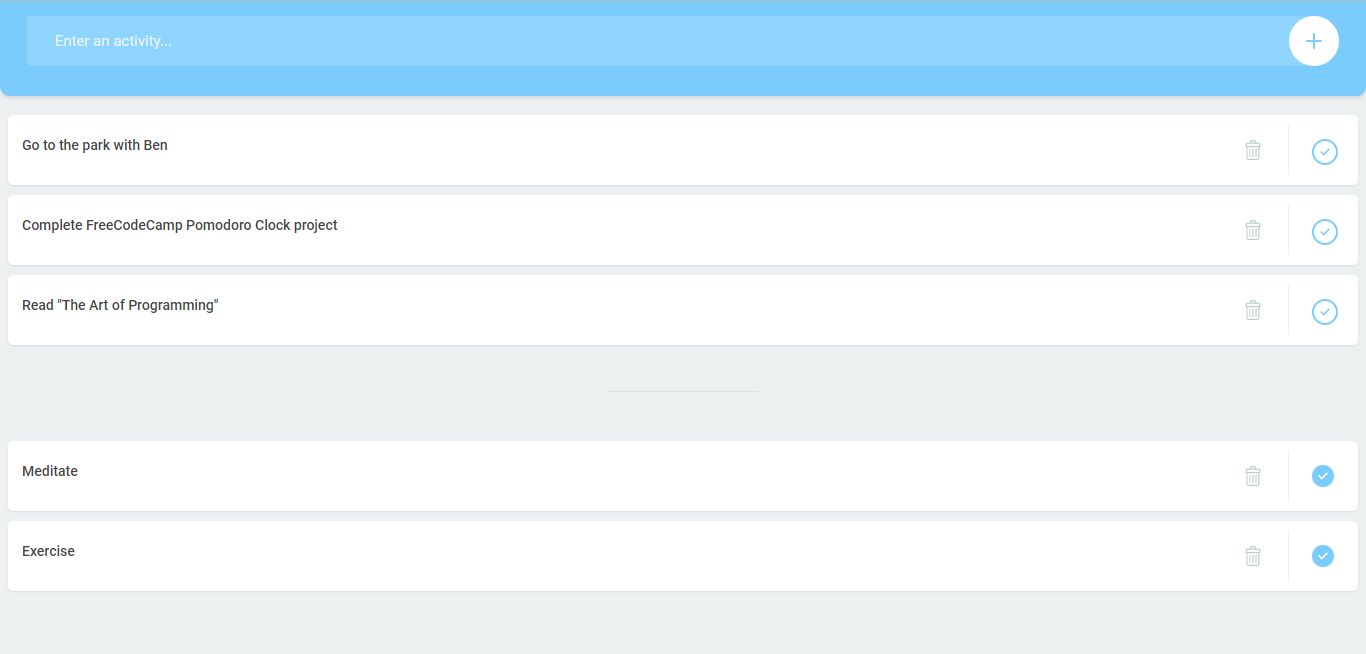 Enter an activity...
Go to the park with Ben
Complete FreeCodeCamp Pomodoro Clock project
Read "The Art of Programming"
Meditate
Exercise